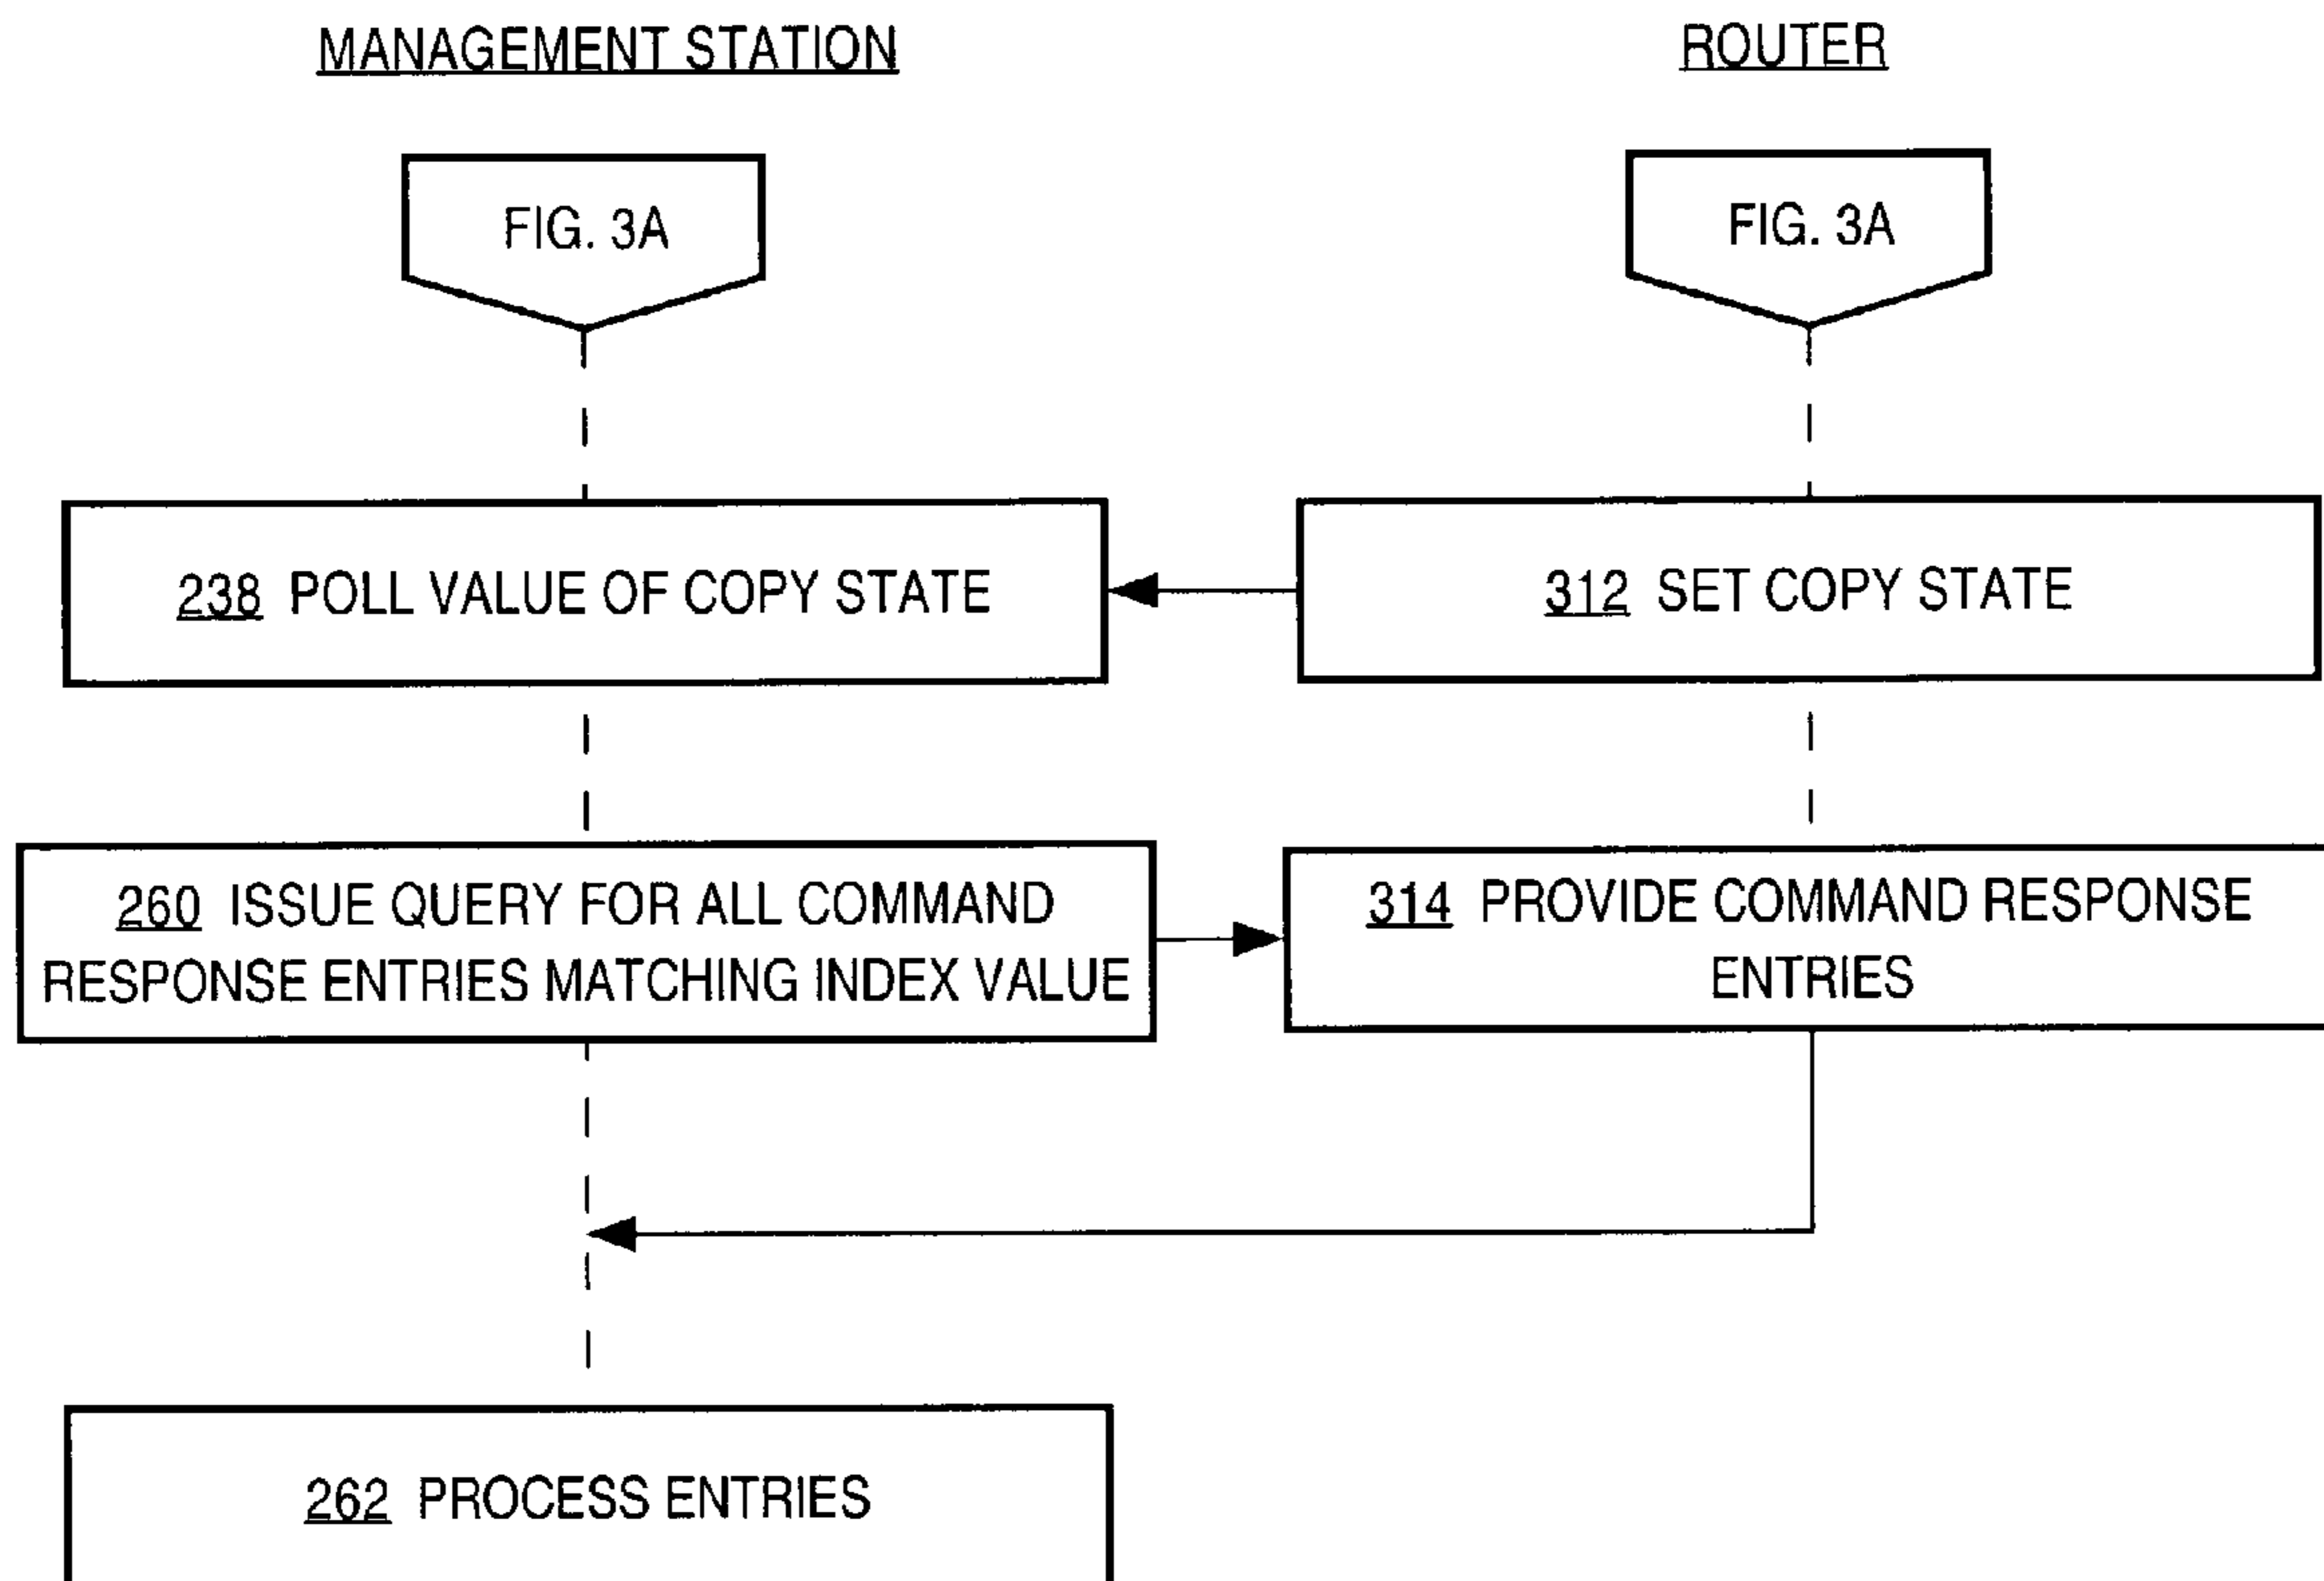 MANAGEMENT STATION
ROUTER
FIG. 3A
FIG. 3A
238 POLL VALUE OF COPY STATE
312 SET COPY STATE
260 ISSUE QUERY FOR ALL COMMAND
RESPONSE ENTRIES MATCHING INDEX VALUE
314 PROVIDE COMMAND RESPONSE
ENTRIES
262 PROCESS ENTRIES